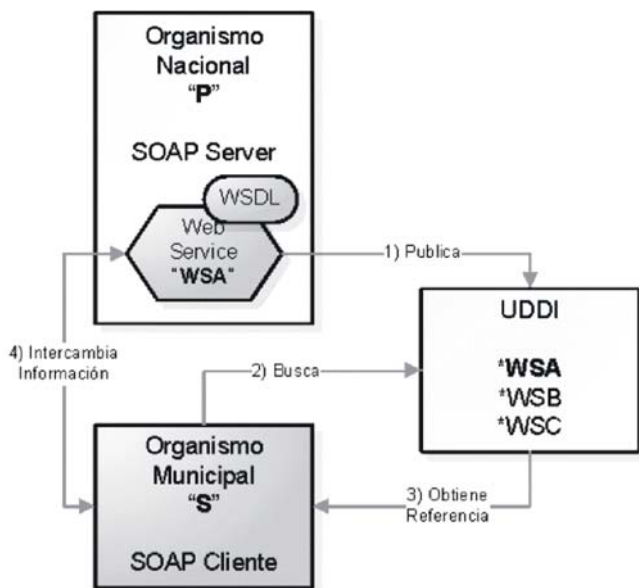 Organismo
Nacional
"P"
SOAP Server
WSDL
Web
Service
"WSA"
1) Publica
UDDI
*WSA
*WSB
*WSC
4) Intercambia
Información
2) Busca
Organismo
Municipal
"S"
SOAP Cliente
3) Obtiene
Referencia